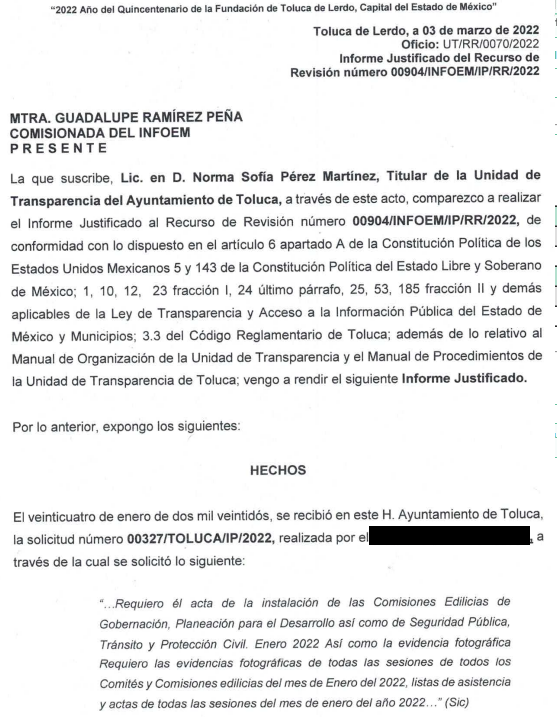 “2022 Año del Quincentenario de la Fundación de Toluca de Lerdo, Capital del Estado de México”
Toluca de Lerdo, a 03 de marzo de 2022
Oficio: UT/RR/0070/2022
Informe Justificado del Recurso de
Revisión número 00904/INFOEM/IP/RR/2022
MTRA. GUADALUPE RAMÍREZ PEÑA
COMISIONADA DEL INFOEM
P R E S E N T E
La que suscribe, Lic. en D. Norma Sofía Pérez Martínez, Titular de la Unidad de
Transparencia del Ayuntamiento de Toluca, a través de este acto, comparezco a realizar
el Informe Justificado al Recurso de Revisión número 00904/INFOEM/IP/RR/2022, de
conformidad con lo dispuesto en el artículo 6 apartado A de la Constitución Política de los
Estados Unidos Mexicanos 5 y 143 de la Constitución Política del Estado Libre y Soberano
de México; 1, 10, 12, 23 fracción I, 24 último párrafo, 25, 53, 185 fracción II y demás
aplicables de la Ley de Transparencia y Acceso a la Información Pública del Estado de
México y Municipios; 3.3 del Código Reglamentario de Toluca; además de lo relativo al
Manual de Organización de la Unidad de Transparencia y el Manual de Procedimientos de
la Unidad de Transparencia de Toluca; vengo a rendir el siguiente Informe Justificado.
Por lo anterior, expongo los siguientes:
HECHOS
El veinticuatro de enero de dos mil veintidós, se recibió en este H. Ayuntamiento de Toluca,
la solicitud número 00327/TOLUCA/IP/2022, realizada por el , a
través de la cual se solicitó lo siguiente:
“…Requiero él acta de la instalación de las Comisiones Edilicias de
Gobernación, Planeación para el Desarrollo así como de Seguridad Pública,
Tránsito y Protección Civil. Enero 2022 Así como la evidencia fotográfica
Requiero las evidencias fotográficas de todas las sesiones de todos los
Comités y Comisiones edilicias del mes de Enero del 2022, listas de asistencia
y actas de todas las sesiones del mes de enero del año 2022…” (Sic)